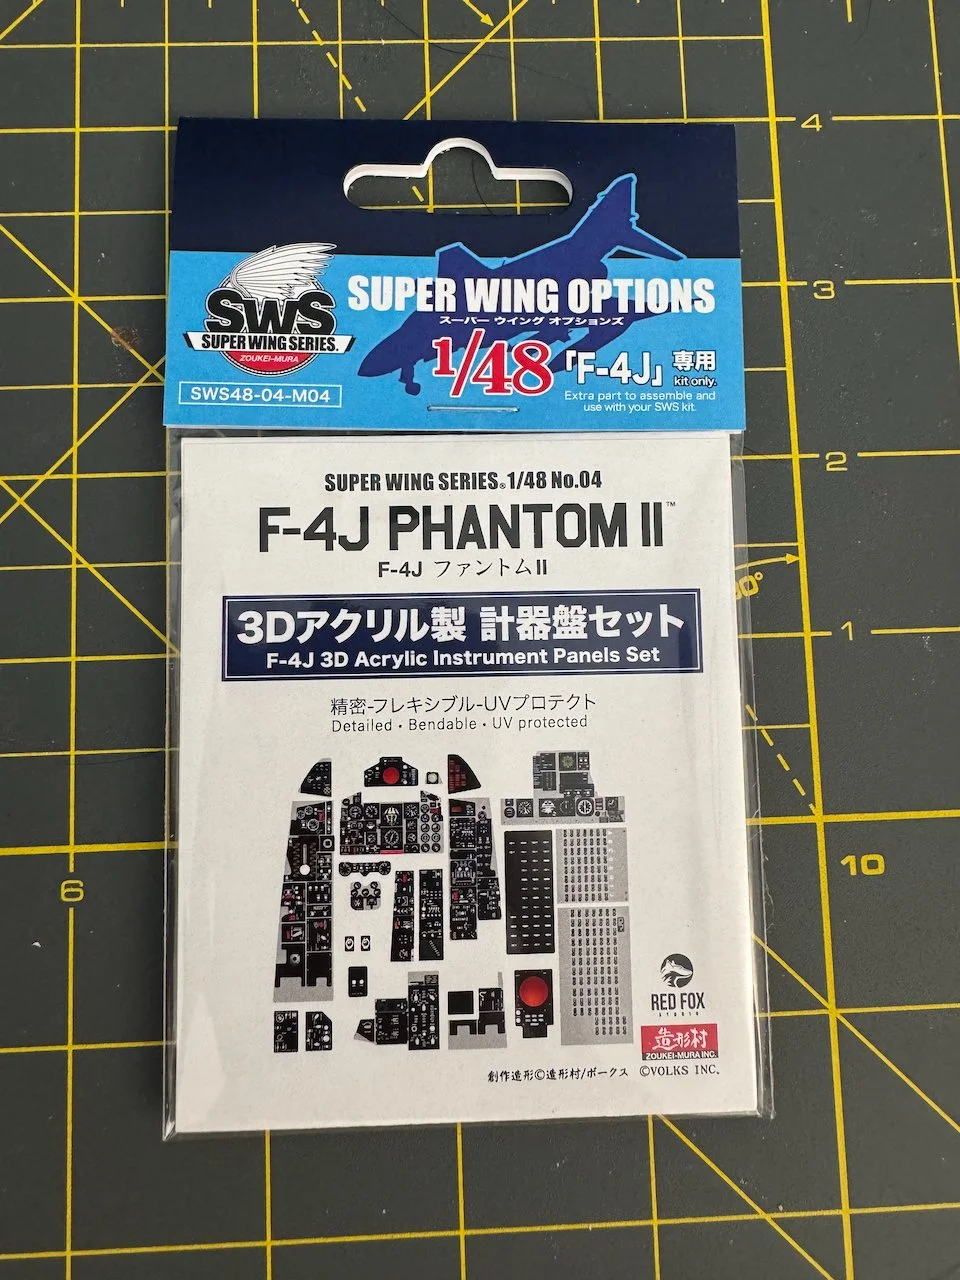 4
3
2
1
0°
10
6
SWS
SUPER WING SERIES.
ZOUKEI-MURA
SWS48-04-M04
SUPER WING OPTIONS
スーパー ウイング オプションズ
1/48「F-4J」専用
kit only.
Extra part to assemble and
use with your SWS kit.
SUPER WING SERIES® 1/48 No.04
F-4J PHANTOM II™
F-4J ファントムII
3Dアクリル製 計器盤セット
F-4J 3D Acrylic Instrument Panels Set
精密-フレキシブル-UVプロテクト
Detailed・Bendable・UV protected
RED FOX
STUDIO
造形村
ZOUKEI-MURA INC.
創作造形©造形村/ボークス ©VOLKS INC.